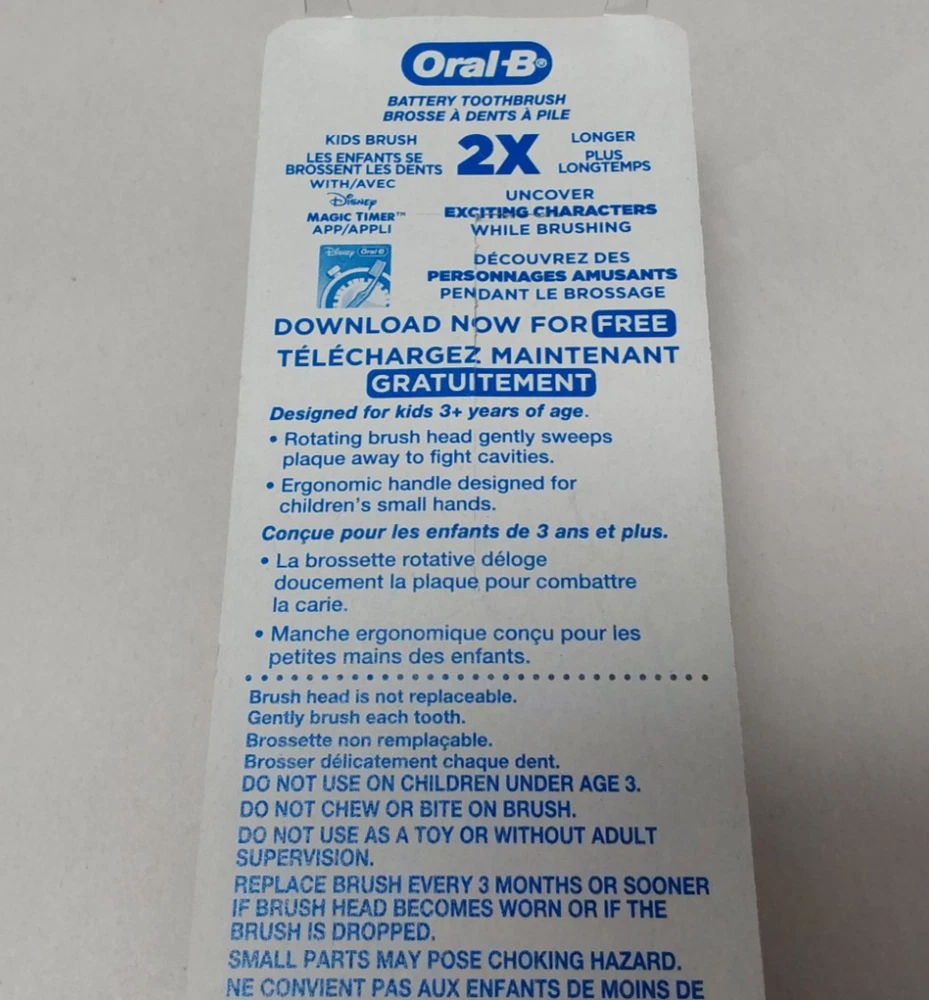 Oral-B®
BATTERY TOOTHBRUSH
BROSSE À DENTS À PILE
KIDS BRUSH
LES ENFANTS SE
BROSSENT LES DENTS
2X
LONGER
PLUS
LONGTEMPS
WITH/AVEC
Disney
MAGIC TIMER™
APP/APPLI
Disney Oral-B
UNCOVER
EXCITING CHARACTERS
WHILE BRUSHING
DÉCOUVREZ DES
PERSONNAGES AMUSANTS
PENDANT LE BROSSAGE
DOWNLOAD NOW FOR FREE
TÉLÉCHARGEZ MAINTENANT
GRATUITEMENT
Designed for kids 3+ years of age.
• Rotating brush head gently sweeps
plaque away to fight cavities.
• Ergonomic handle designed for
children's small hands.
Conçue pour les enfants de 3 ans et plus.
• La brossette rotative déloge
doucement la plaque pour combattre
la carie.
• Manche ergonomique conçu pour les
petites mains des enfants.
Brush head is not replaceable.
Gently brush each tooth.
Brossette non remplaçable.
Brosser délicatement chaque dent.
DO NOT USE ON CHILDREN UNDER AGE 3.
DO NOT CHEW OR BITE ON BRUSH.
DO NOT USE AS A TOY OR WITHOUT ADULT
SUPERVISION.
REPLACE BRUSH EVERY 3 MONTHS OR SOONER
IF BRUSH HEAD BECOMES WORN OR IF THE
BRUSH IS DROPPED.
SMALL PARTS MAY POSE CHOKING HAZARD.
NE CONVIENT PAS AUX ENFANTS DE MOINS DE